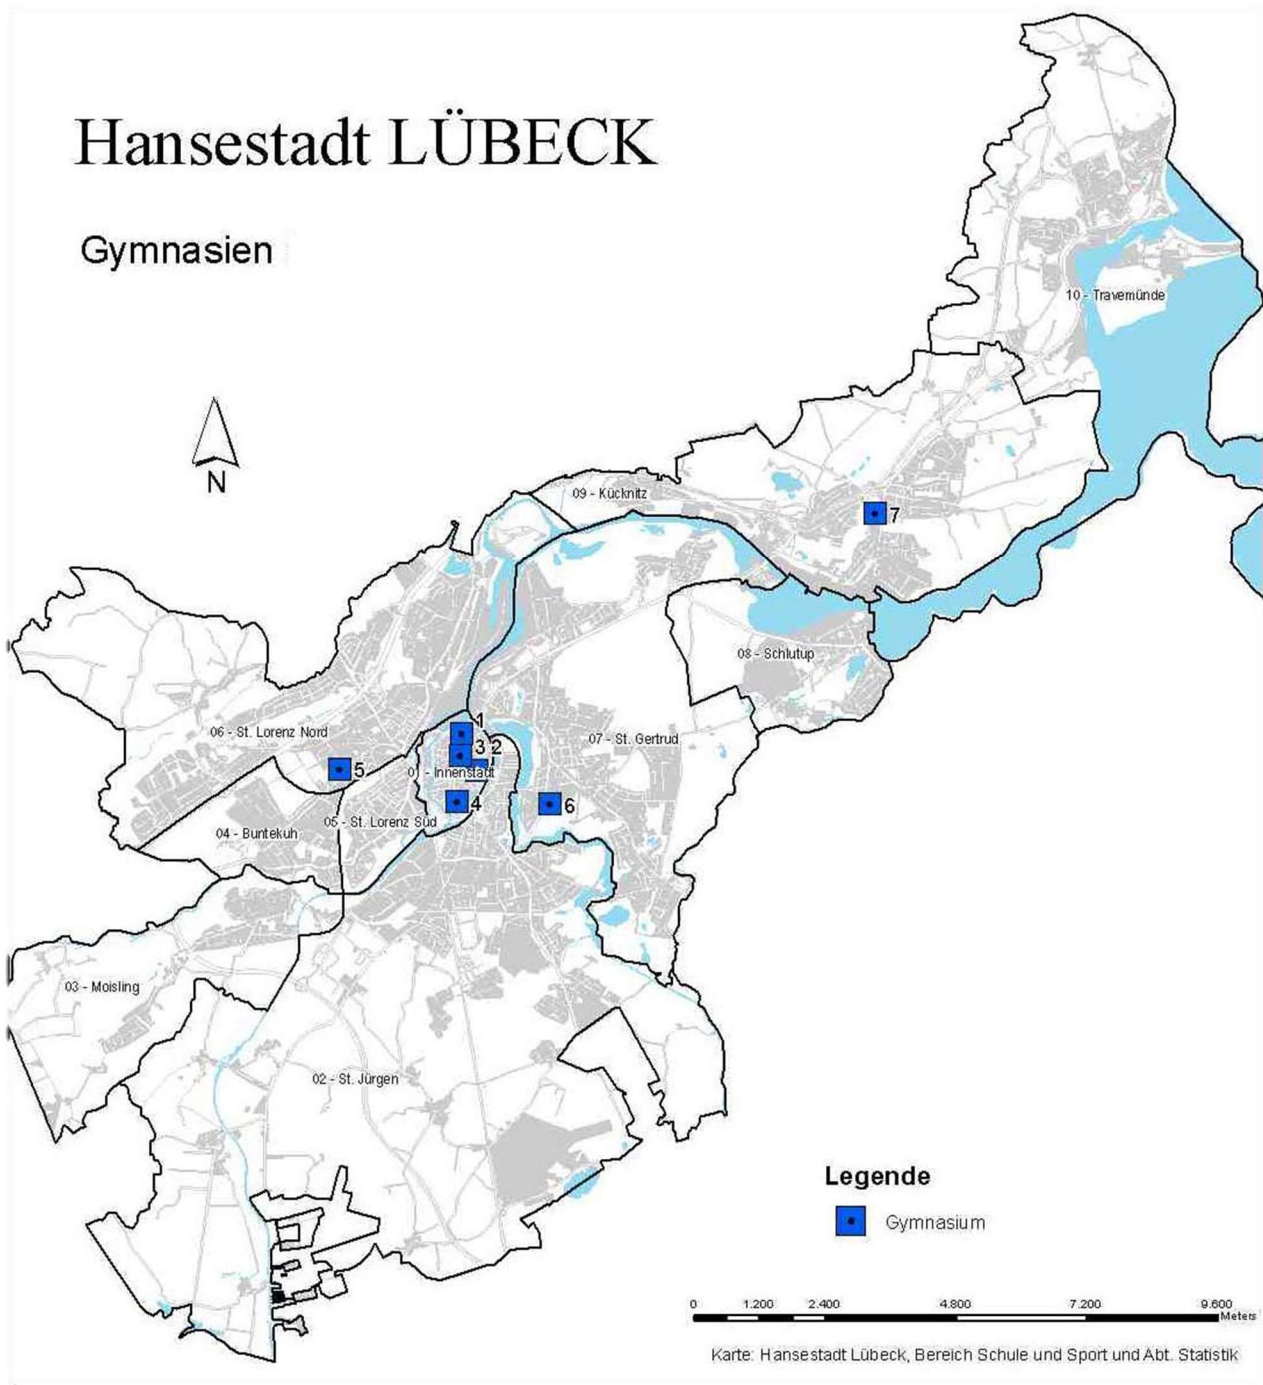 Hansestadt LÜBECK
Gymnasien
N
10 - Travemünde
09 - Kücknitz
7
08 - Schlutup
06 - St. Lorenz Nord
07 - St. Gertrud
1
3
2
5
01 - Innenstadt
4
6
05 - St. Lorenz Süd
04 - Buntekuh
03 - Moisling
02 - St. Jürgen
Legende
Gymnasium
0 1.200 2.400 4.800 7.200 9.600
Meters
Karte: Hansestadt Lübeck, Bereich Schule und Sport und Abt. Statistik